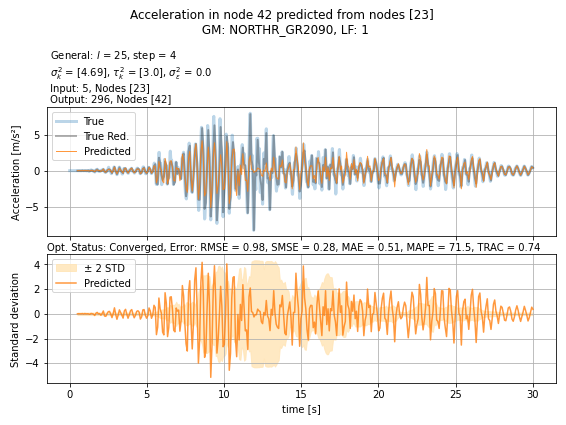 Acceleration in node 42 predicted from nodes [23]
GM: NORTHR_GR2090, LF: 1
General: l = 25, step = 4
σ²ₖ = [4.69], τ²ₖ = [3.0], σ²ε = 0.0
Input: 5, Nodes [23]
Output: 296, Nodes [42]
True
True Red.
Predicted
Acceleration [m/s²]
5
0
−5
Opt. Status: Converged, Error: RMSE = 0.98, SMSE = 0.28, MAE = 0.51, MAPE = 71.5, TRAC = 0.74
± 2 STD
Predicted
Standard deviation
4
2
0
−2
−4
0 5 10 15 20 25 30
time [s]